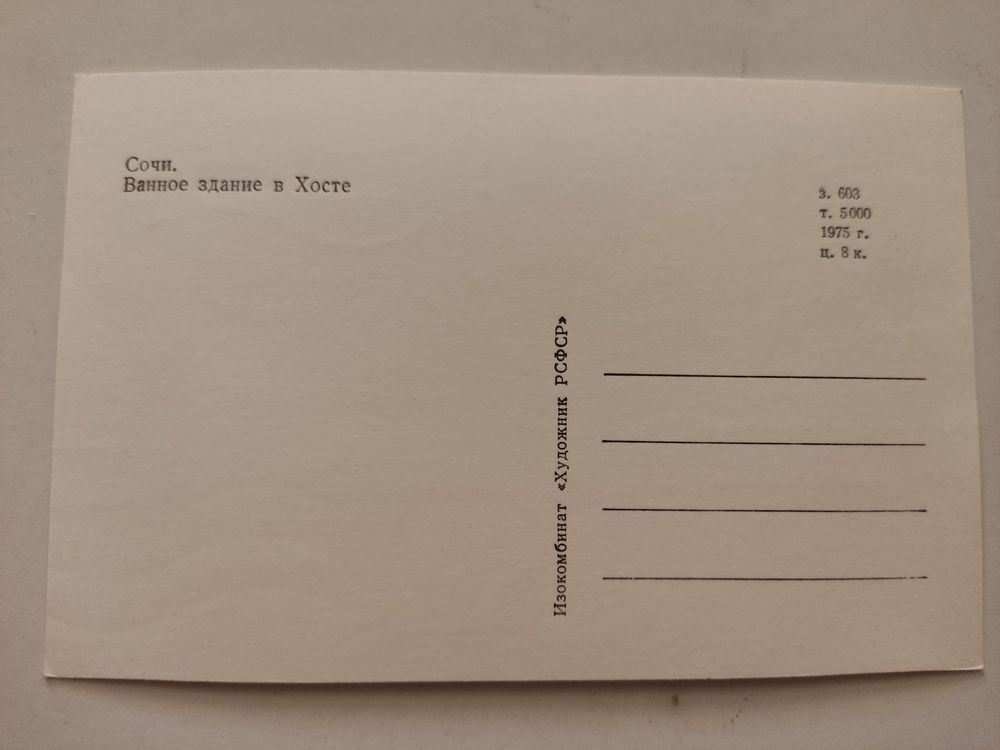 Сочи.
Ванное здание в Хосте
з. 603
т. 5000
1975 г.
ц. 8 к.
Изокомбинат «Художник РСФСР»